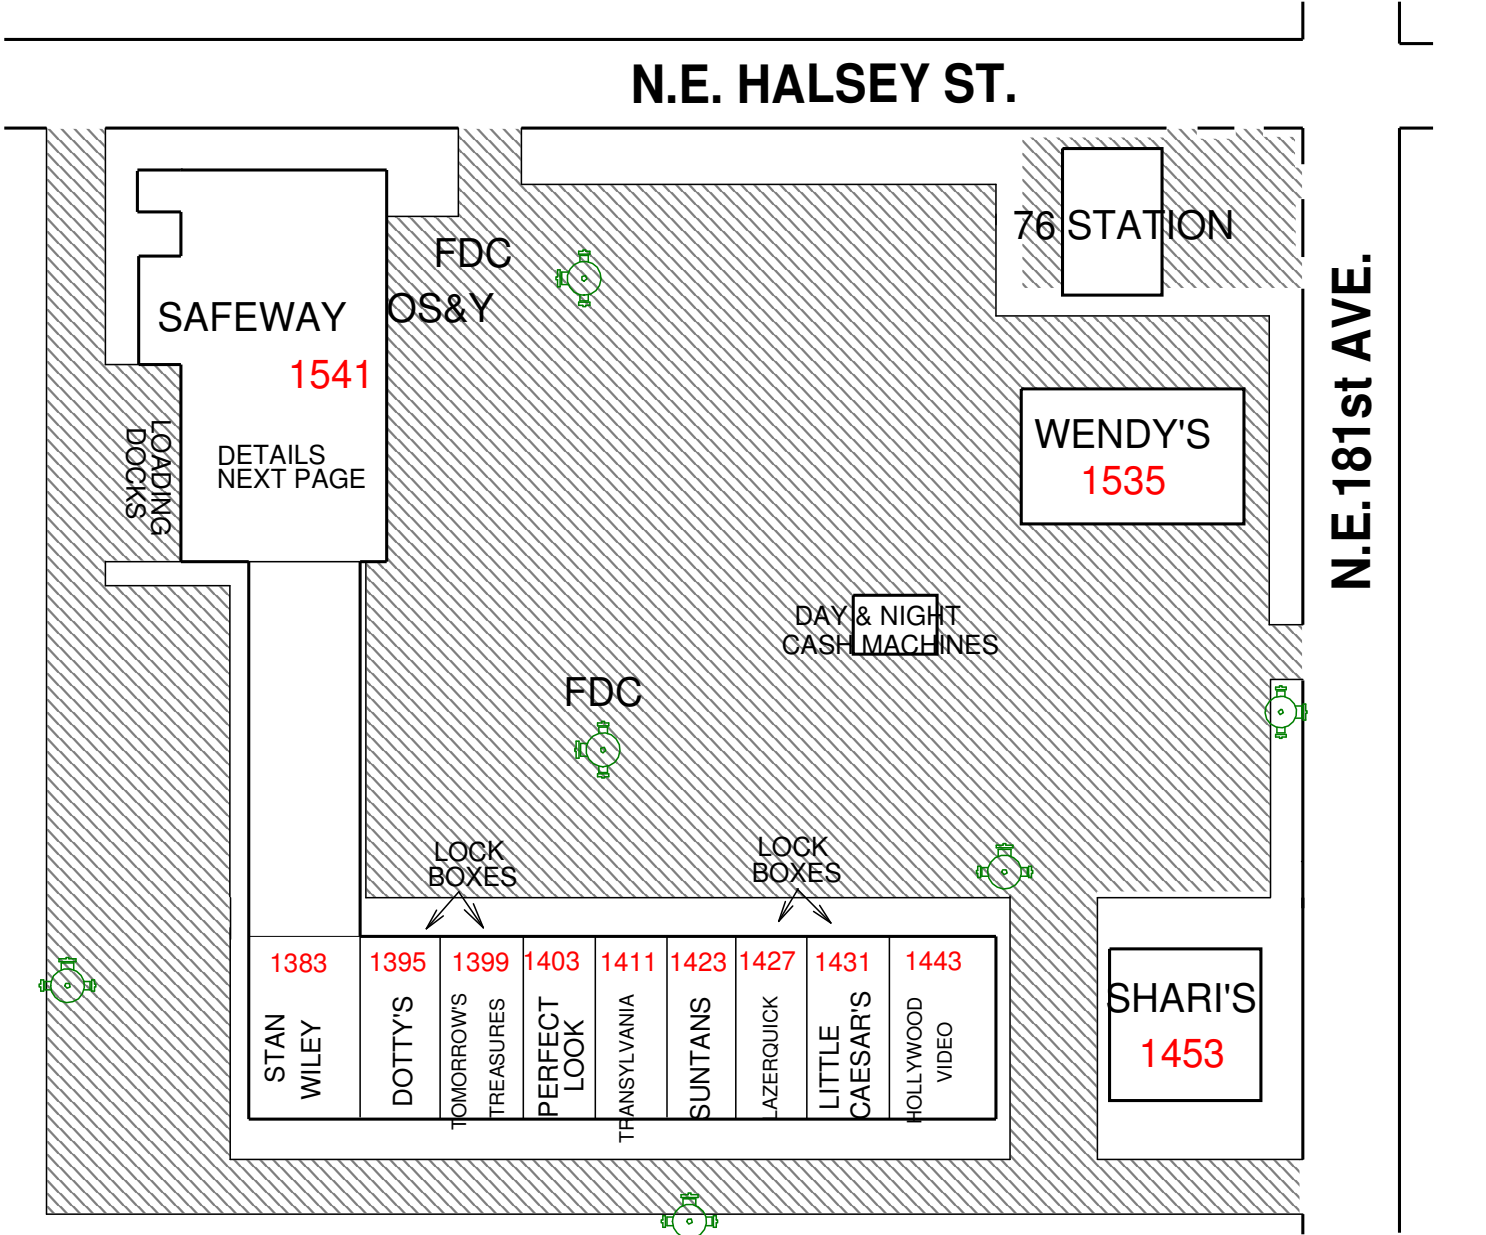 N.E. HALSEY ST.
76 STATION
FDC
OS&Y
SAFEWAY
1541
N.E.181st AVE.
LOADING
DOCKS
DETAILS
NEXT PAGE
WENDY'S
1535
DAY & NIGHT
CASH MACHINES
FDC
LOCK
BOXES
LOCK
BOXES
1383
STAN
WILEY
1395
DOTTY'S
1399
TOMORROW'S
TREASURES
1403
PERFECT
LOOK
1411
TRANSYLVANIA
1423
SUNTANS
1427
LAZERQUICK
1431
LITTLE
CAESAR'S
1443
HOLLYWOOD
VIDEO
SHARI'S
1453